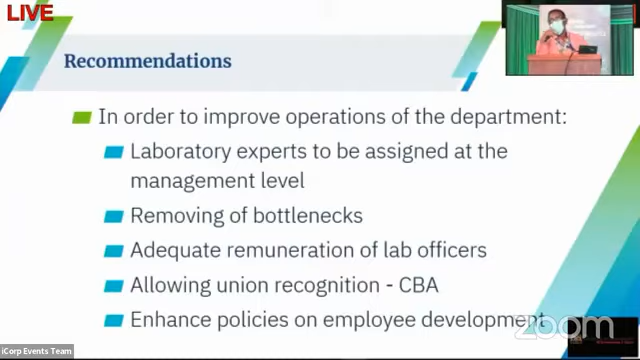 LIVE
Recommendations
In order to improve operations of the department:
Laboratory experts to be assigned at the
management level
Removing of bottlenecks
Adequate remuneration of lab officers
Allowing union recognition - CBA
Enhance policies on employee development
zoom
iCorp Events Team